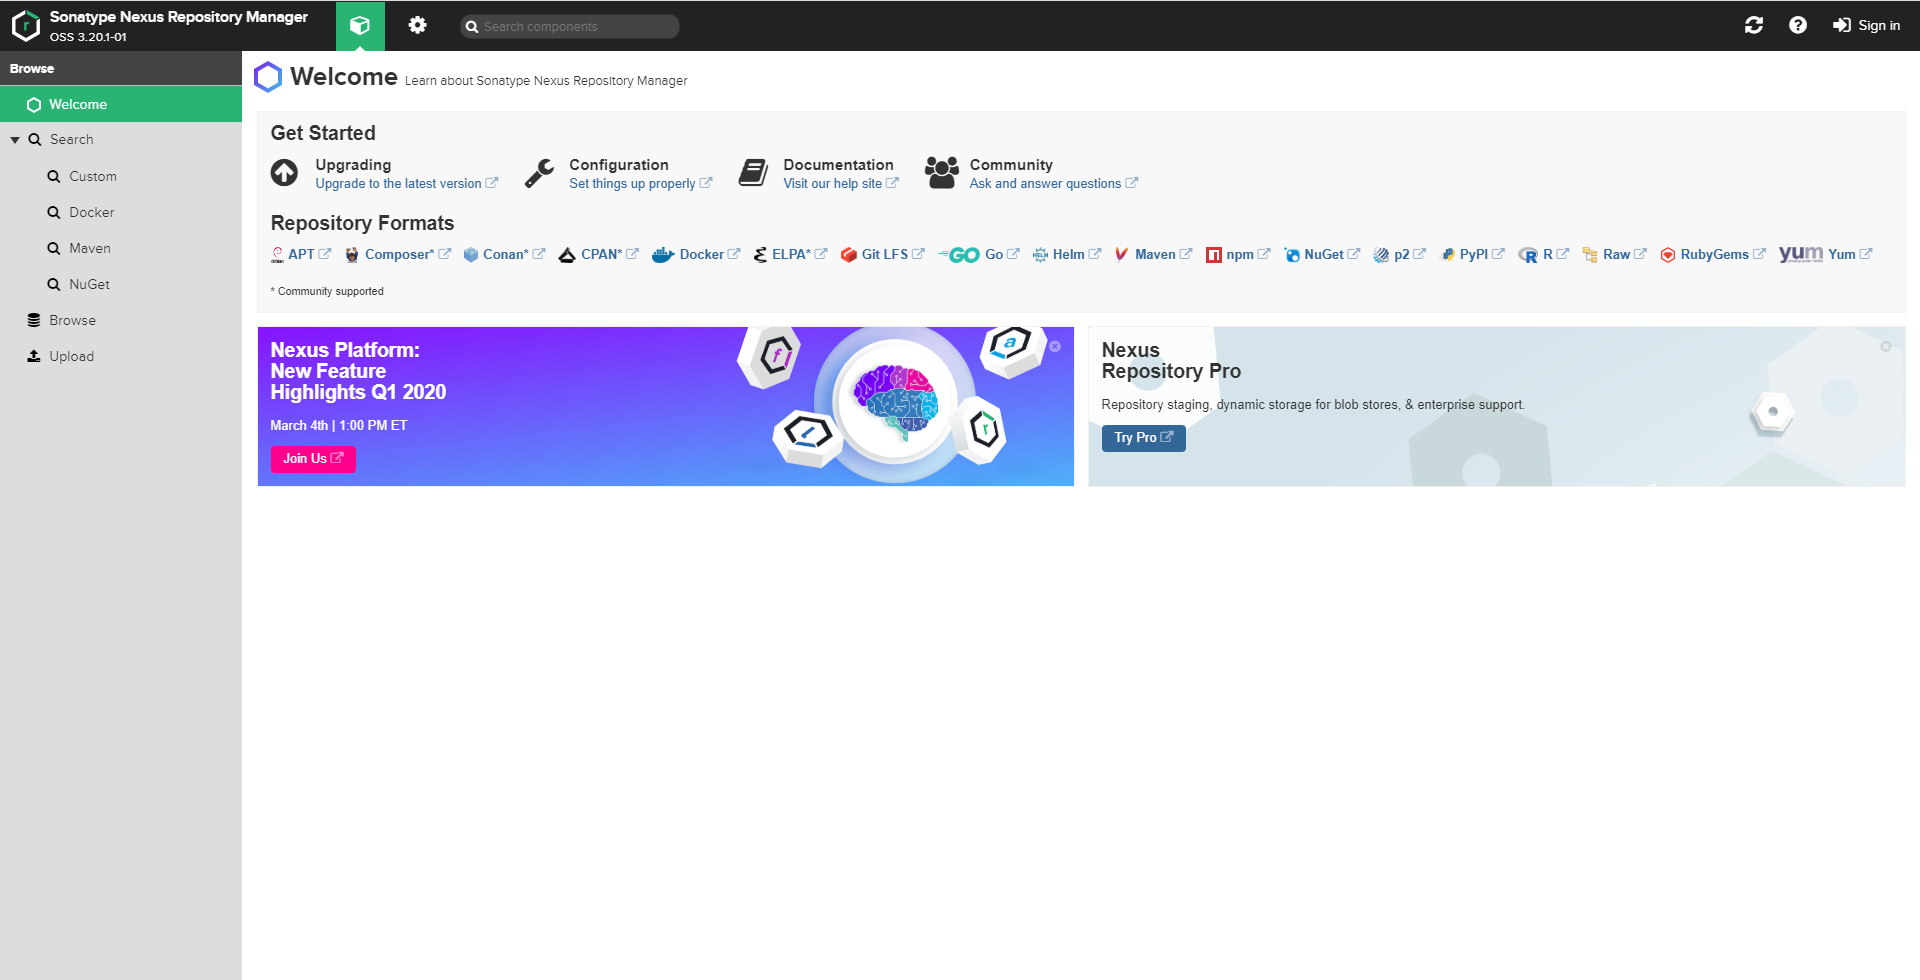 Sonatype Nexus Repository Manager
OSS 3.20.1-01
Search components
Sign in
Browse
Welcome
Search
Custom
Docker
Maven
NuGet
Browse
Upload
Welcome Learn about Sonatype Nexus Repository Manager
Get Started
Upgrading
Upgrade to the latest version
Configuration
Set things up properly
Documentation
Visit our help site
Community
Ask and answer questions
Repository Formats
APT Composer* Conan* CPAN* Docker ELPA* Git LFS GO Go HELM Helm Maven npm NuGet p2 PyPI R R Raw RubyGems yum Yum
* Community supported
Nexus Platform:
New Feature
Highlights Q1 2020
March 4th | 1:00 PM ET
Join Us
f
a
l
r
Nexus
Repository Pro
Repository staging, dynamic storage for blob stores, & enterprise support.
Try Pro